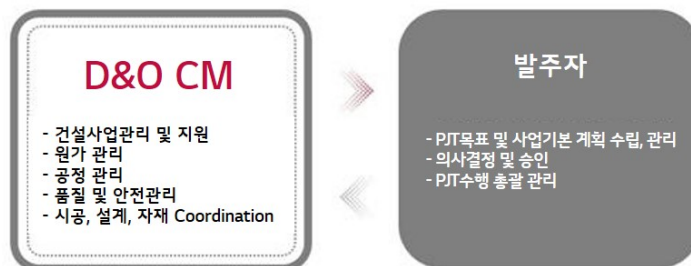 D&O CM
- 건설사업관리 및 지원
- 원가 관리
- 공정 관리
- 품질 및 안전관리
- 시공, 설계, 자재 Coordination
발주자
- PJT목표 및 사업기본 계획 수립, 관리
- 의사결정 및 승인
- PJT수행 총괄 관리